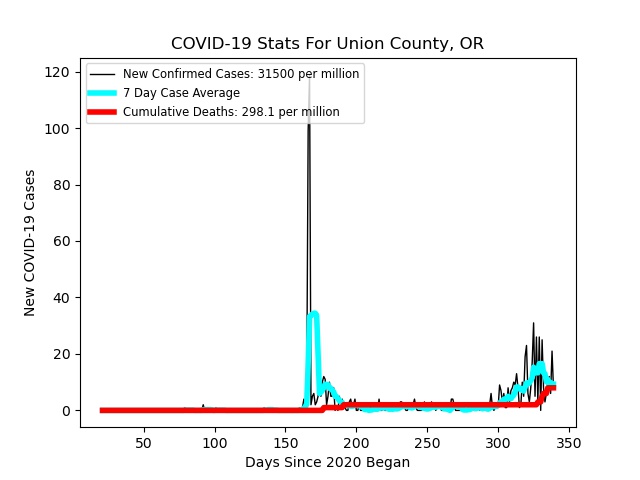 COVID-19 Stats For Union County, OR
New Confirmed Cases: 31500 per million
7 Day Case Average
Cumulative Deaths: 298.1 per million
New COVID-19 Cases
120
100
80
60
40
20
0
50 100 150 200 250 300 350
Days Since 2020 Began